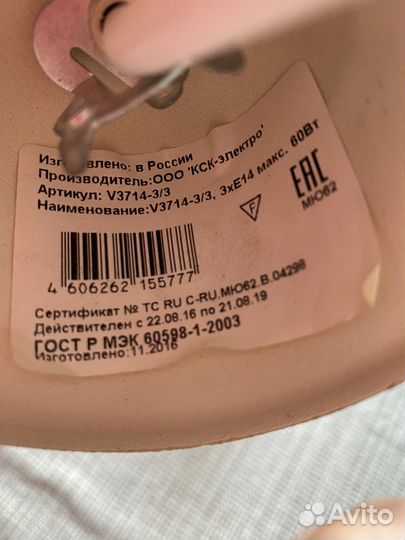 Изготовлено: в России
Производитель:ООО 'КСК-электро'
Артикул: V3714-3/3
Наименование:V3714-3/3, 3xE14 макс. 60Вт
F
EAC
МЮ62
4 606262 155777
Сертификат № TC RU C-RU.МЮ62.B.04298
Действителен с 22.08.16 по 21.08.19
ГОСТ Р МЭК 60598-1-2003
Изготовлено:11.2016
Avito